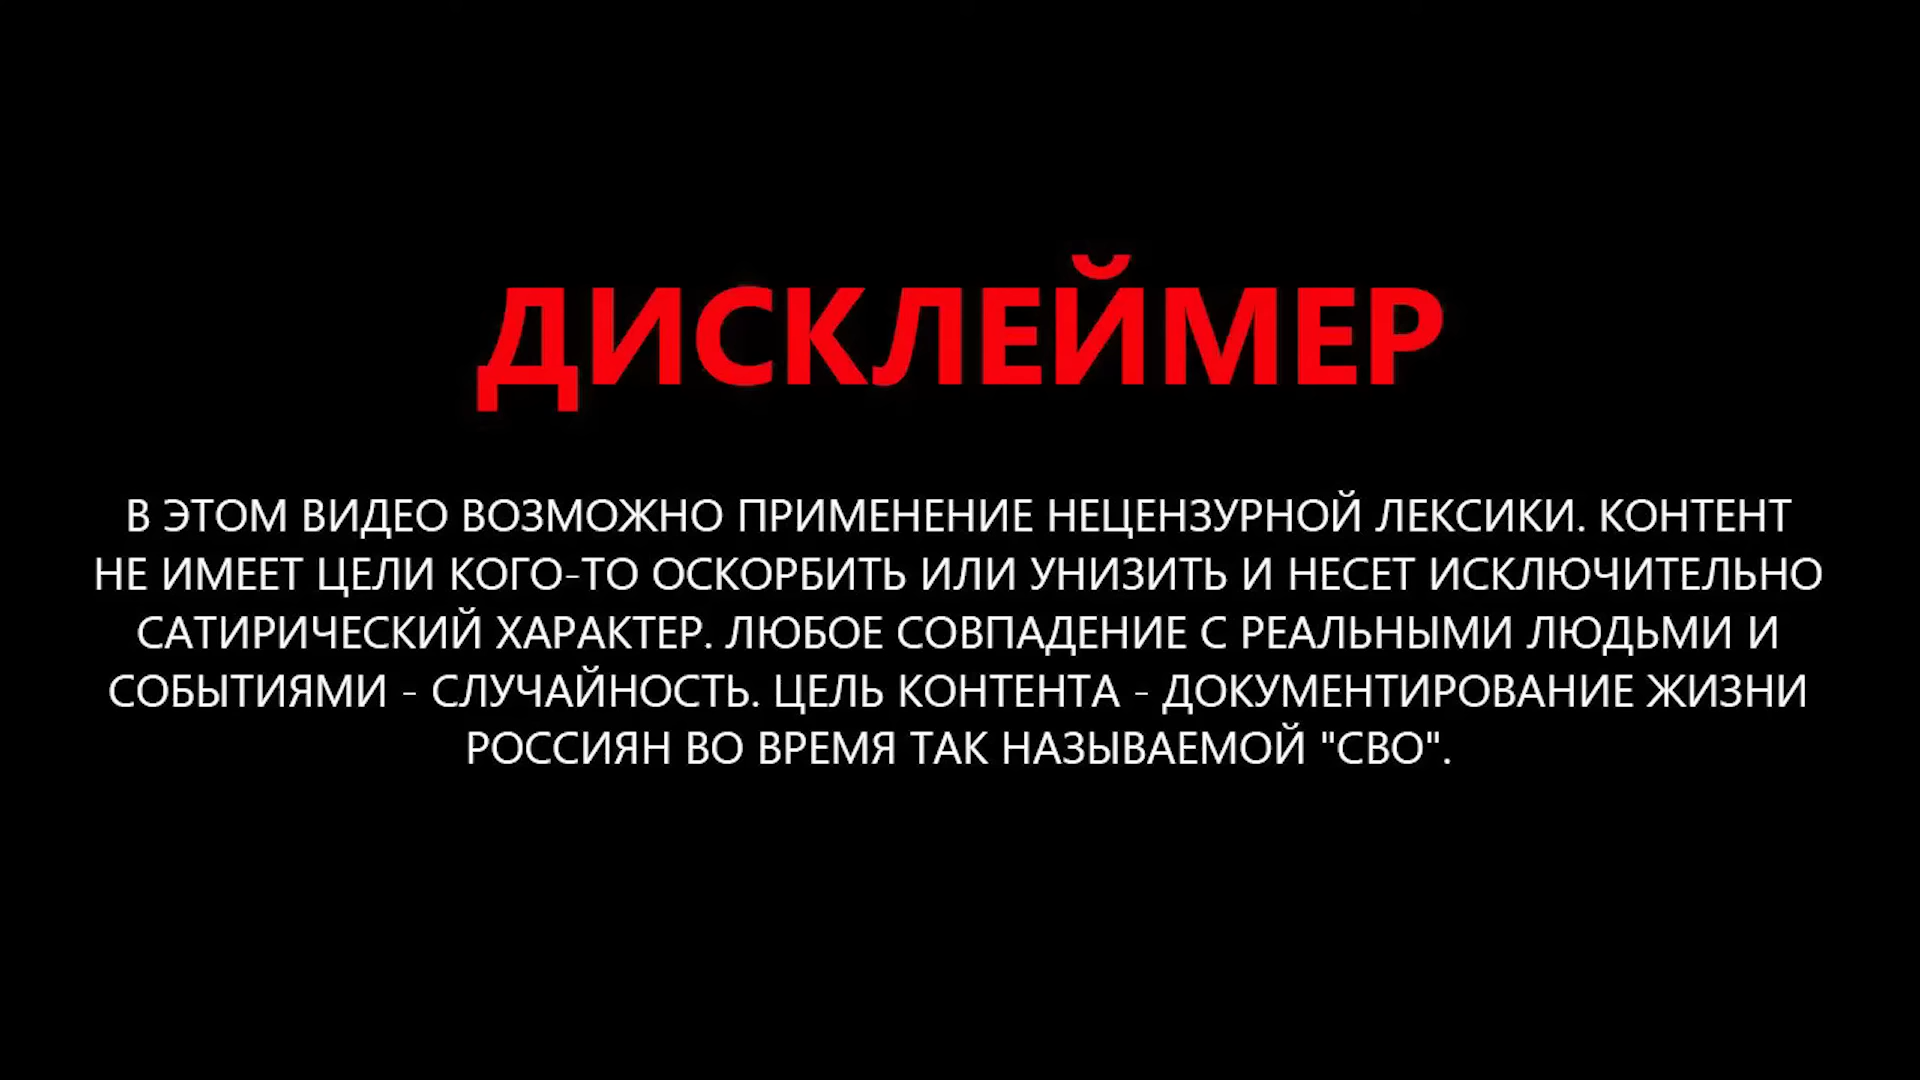 ДИСКЛЕЙМЕР
В ЭТОМ ВИДЕО ВОЗМОЖНО ПРИМЕНЕНИЕ НЕЦЕНЗУРНОЙ ЛЕКСИКИ. КОНТЕНТ
НЕ ИМЕЕТ ЦЕЛИ КОГО-ТО ОСКОРБИТЬ ИЛИ УНИЗИТЬ И НЕСЕТ ИСКЛЮЧИТЕЛЬНО
САТИРИЧЕСКИЙ ХАРАКТЕР. ЛЮБОЕ СОВПАДЕНИЕ С РЕАЛЬНЫМИ ЛЮДЬМИ И
СОБЫТИЯМИ - СЛУЧАЙНОСТЬ. ЦЕЛЬ КОНТЕНТА - ДОКУМЕНТИРОВАНИЕ ЖИЗНИ
РОССИЯН ВО ВРЕМЯ ТАК НАЗЫВАЕМОЙ "СВО".